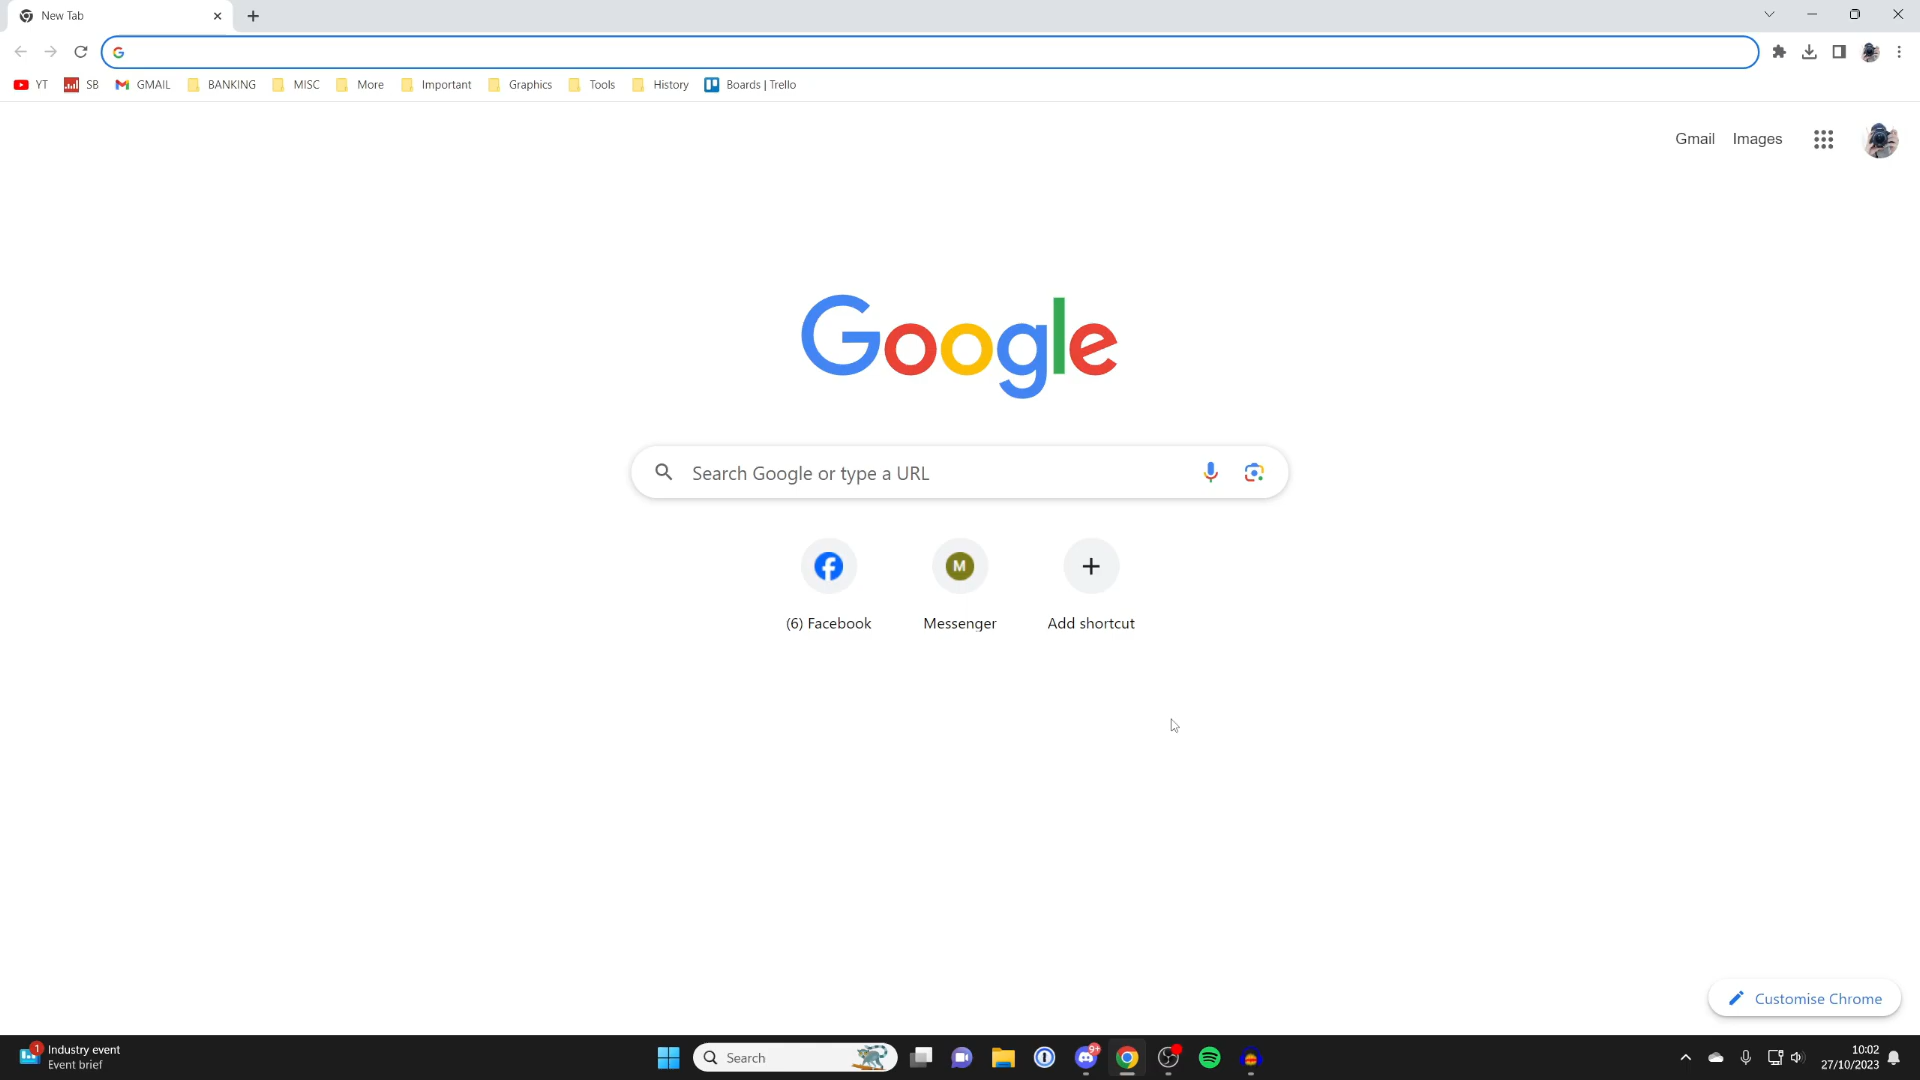 New Tab
YT SB GMAIL BANKING MISC More Important Graphics Tools History Boards | Trello
Gmail Images
Google
Search Google or type a URL
M
(6) Facebook Messenger Add shortcut
Customise Chrome
1 Industry event
Event brief
Search
9+
10:02
27/10/2023